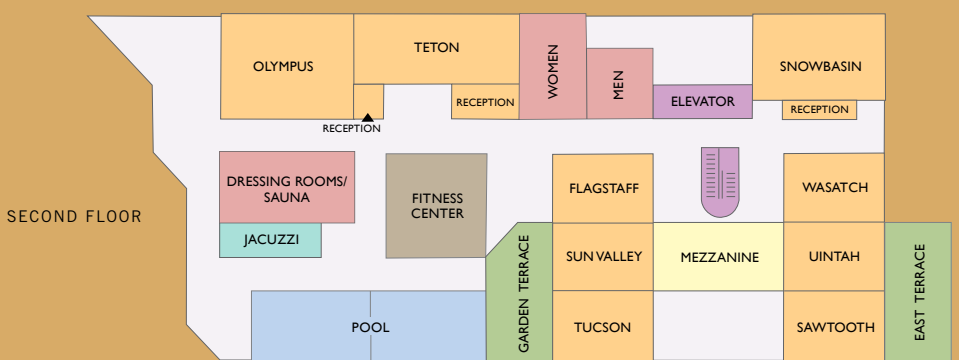 OLYMPUS
TETON
WOMEN
MEN
SNOWBASIN
ELEVATOR
RECEPTION
RECEPTION
RECEPTION
DRESSING ROOMS/
SAUNA
FITNESS
CENTER
FLAGSTAFF
WASATCH
SECOND FLOOR
JACUZZI
GARDEN TERRACE
SUN VALLEY
MEZZANINE
UINTAH
EAST TERRACE
POOL
TUCSON
SAWTOOTH